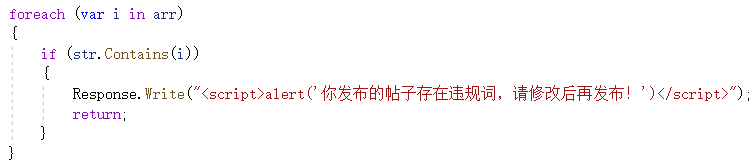 foreach (var i in arr)
{
if (str.Contains(i))
{
Response.Write("<script>alert('你发布的帖子存在违规词，请修改后再发布！')</script>");
return;
}
}